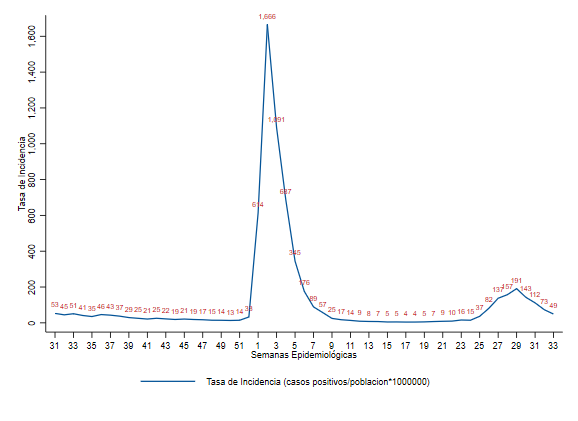 Tasa de Incidencia
1,600
1,400
1,200
1,000
800
600
400
200
0
53 45 51 41 35 46 43 37 29 25 21 25 22 19 21 19 17 15 14 13 14 33 614 1,666 1,091 687 345 176 89 57 25 17 14 9 8 7 5 5 4 4 5 7 9 10 16 15 37 82 137 157 191 143 112 73 49
31 33 35 37 39 41 43 45 47 49 51 1 3 5 7 9 11 13 15 17 19 21 23 25 27 29 31 33
Semanas Epidemiológicas
Tasa de Incidencia (casos positivos/poblacion*1000000)